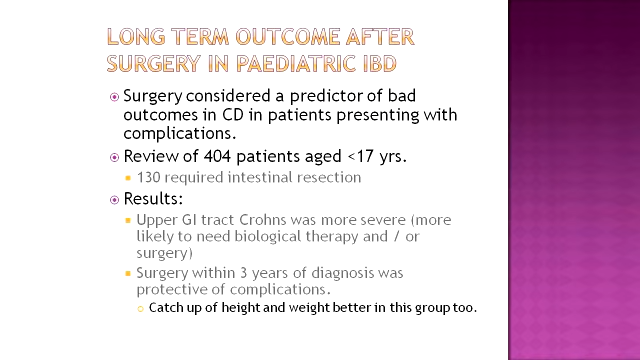 LONG TERM OUTCOME AFTER
SURGERY IN PAEDIATRIC IBD
Surgery considered a predictor of bad
outcomes in CD in patients presenting with
complications.
Review of 404 patients aged <17 yrs.
130 required intestinal resection
Results:
Upper GI tract Crohns was more severe (more
likely to need biological therapy and / or
surgery)
Surgery within 3 years of diagnosis was
protective of complications.
Catch up of height and weight better in this group too.